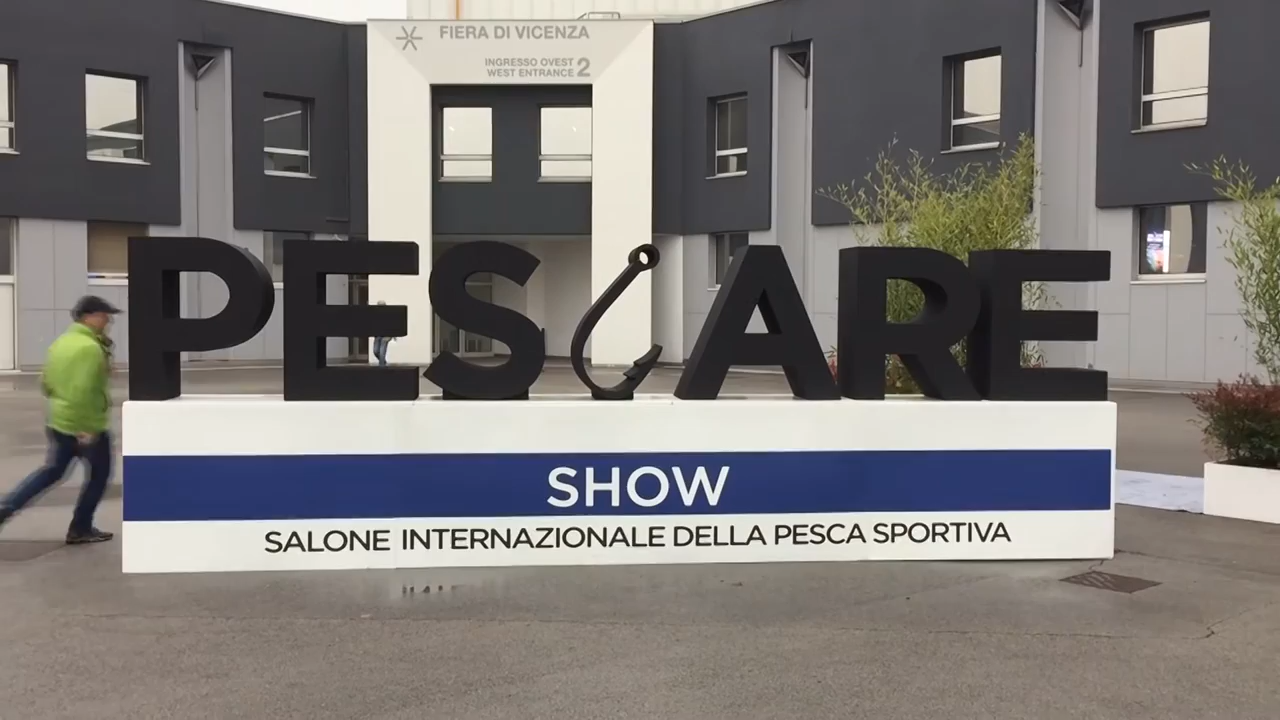 FIERA DI VICENZA
INGRESSO OVEST
WEST ENTRANCE 2
PESCARE
SHOW
SALONE INTERNAZIONALE DELLA PESCA SPORTIVA